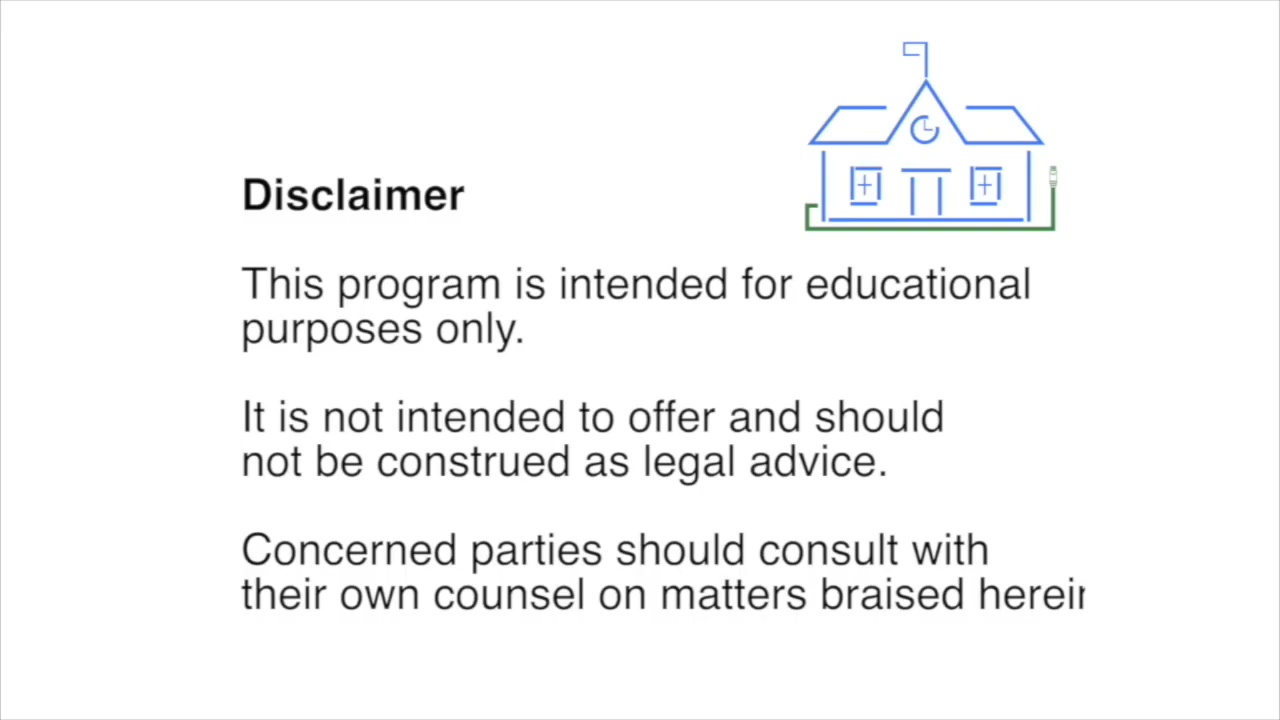 Disclaimer
This program is intended for educational
purposes only.
It is not intended to offer and should
not be construed as legal advice.
Concerned parties should consult with
their own counsel on matters braised herein